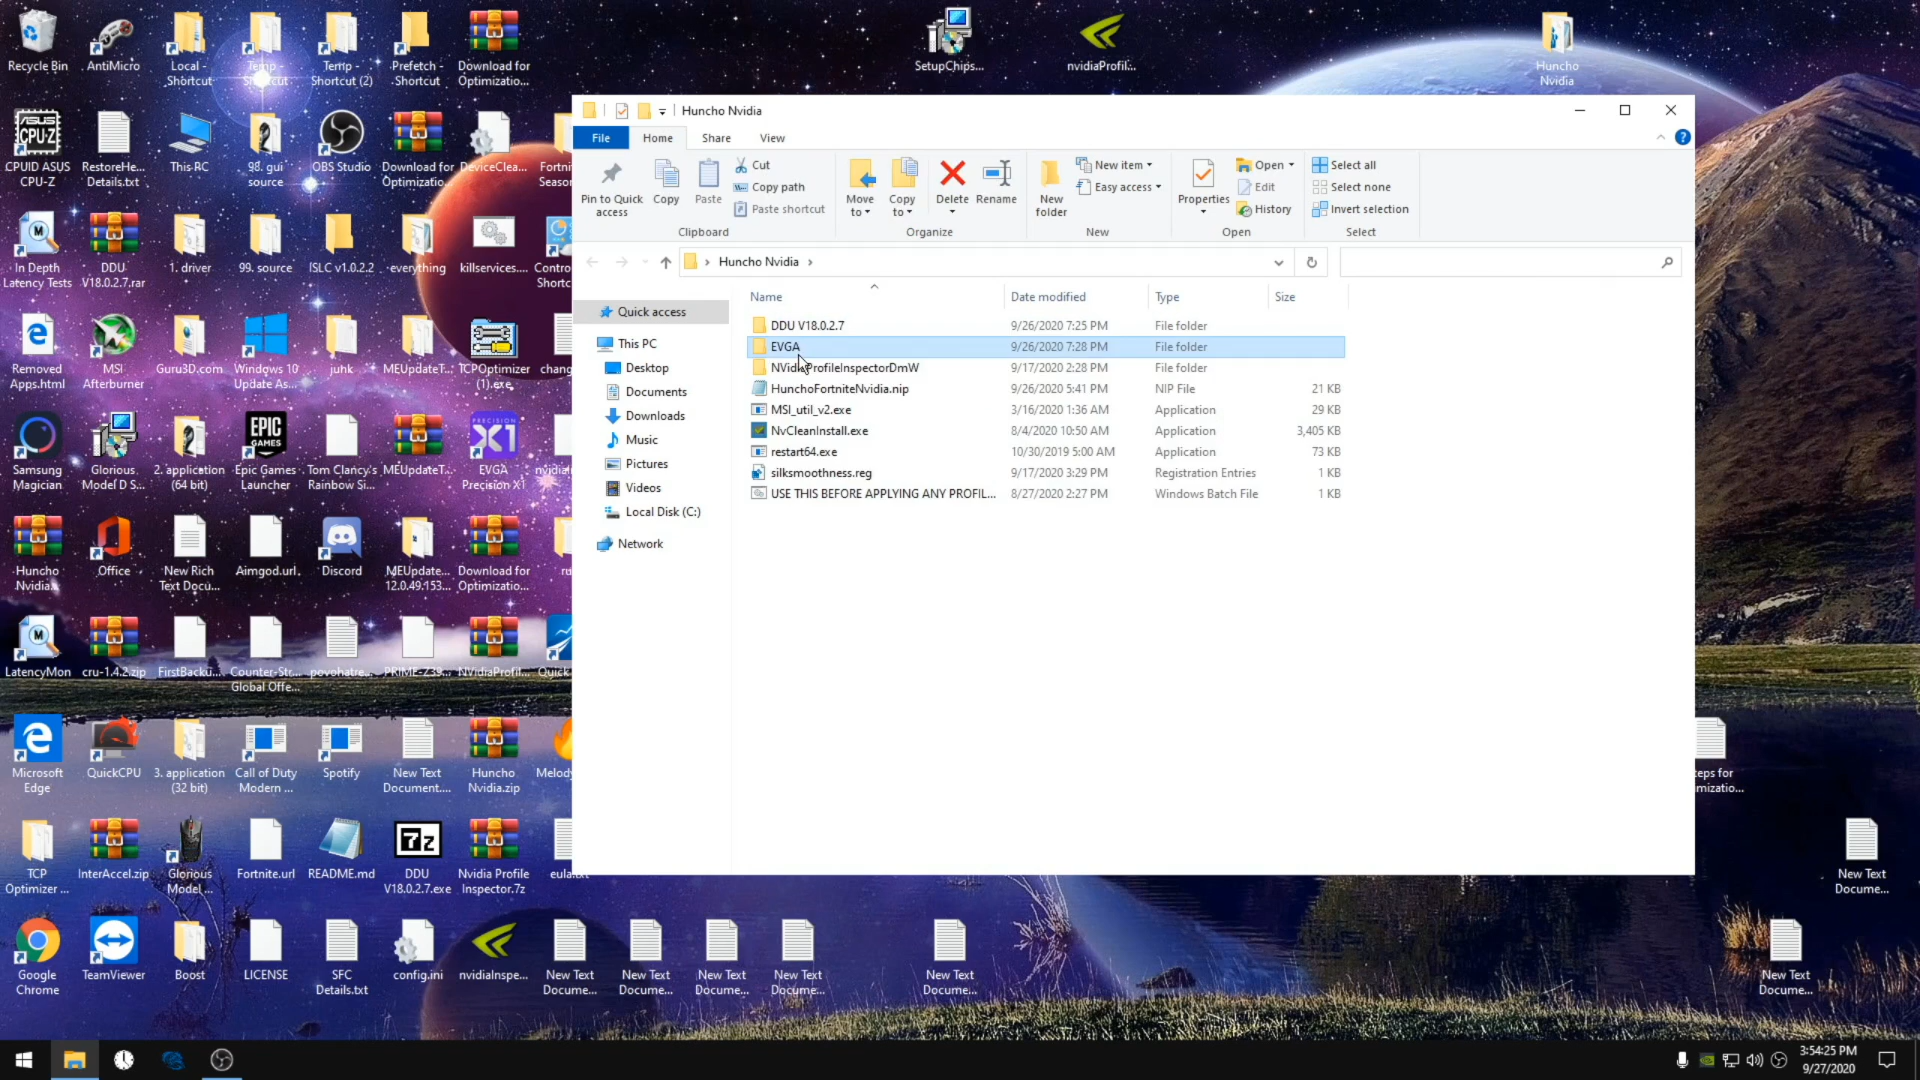 Recycle Bin
AntiMicro
Local -
Shortcut
Temp -
Shortcut
Temp -
Shortcut (2)
Prefetch -
Shortcut
Download for
Optimizatio...
SetupChips...
nvidiaProfil...
Huncho
Nvidia
CPUID ASUS
CPU-Z
RestoreHe...
Details.txt
This PC
98. gui
source
OBS Studio
Download for
Optimizatio...
DeviceClea...
In Depth
Latency Tests
DDU
V18.0.2.7.rar
1. driver
99. source
ISLC v1.0.2.2
everything
killservices....
Removed
Apps.html
MSI
Afterburner
Guru3D.com
Windows 10
Update As...
juhk
MEUpdateT...
TCPOptimizer
(1).exe
Samsung
Magician
Glorious
Model D S...
2. application
(64 bit)
Epic Games
Launcher
Tom Clancy's
Rainbow Si...
MEUpdateT...
EVGA
Precision X1
Huncho
Nvidia
Office
New Rich
Text Docu...
Aimgod.url
Discord
MEUpdate...
12.0.49.153...
Download for
Optimizatio...
LatencyMon
cru-1.4.2.zip
FirstBacku...
Counter-Str...
Global Offe...
povohatre...
PRIME-Z39...
NVidiaProfil...
Quick
Microsoft
Edge
QuickCPU
3. application
(32 bit)
Call of Duty
Modern ...
Spotify
New Text
Document....
Huncho
Nvidia.zip
Melody
TCP
Optimizer ...
InterAccel.zip
Glorious
Model ...
Fortnite.url
README.md
DDU
V18.0.2.7.exe
Nvidia Profile
Inspector.7z
eula.txt
Google
Chrome
TeamViewer
Boost
LICENSE
SFC
Details.txt
config.ini
nvidiaInspe...
New Text
Docume...
New Text
Docume...
New Text
Docume...
New Text
Docume...
New Text
Docume...
New Text
Docume...
New Text
Docume...
Huncho Nvidia
File
Home
Share
View
Pin to Quick
access
Copy
Paste
Cut
Copy path
Paste shortcut
Clipboard
Move
to
Copy
to
Delete
Rename
Organize
New
folder
New item
Easy access
New
Properties
Open
Edit
History
Open
Select all
Select none
Invert selection
Select
Huncho Nvidia
Quick access
This PC
Desktop
Documents
Downloads
Music
Pictures
Videos
Local Disk (C:)
Network
Name Date modified Type Size
DDU V18.0.2.7 9/26/2020 7:25 PM File folder
EVGA 9/26/2020 7:28 PM File folder
NVidiaProfileInspectorDmW 9/17/2020 2:28 PM File folder
HunchoFortniteNvidia.nip 9/26/2020 5:41 PM NIP File 21 KB
MSI_util_v2.exe 3/16/2020 1:36 AM Application 29 KB
NvCleanInstall.exe 8/4/2020 10:50 AM Application 3,405 KB
restart64.exe 10/30/2019 5:00 AM Application 73 KB
silksmoothness.reg 9/17/2020 3:29 PM Registration Entries 1 KB
USE THIS BEFORE APPLYING ANY PROFIL... 8/27/2020 2:27 PM Windows Batch File 1 KB
3:54:25 PM
9/27/2020